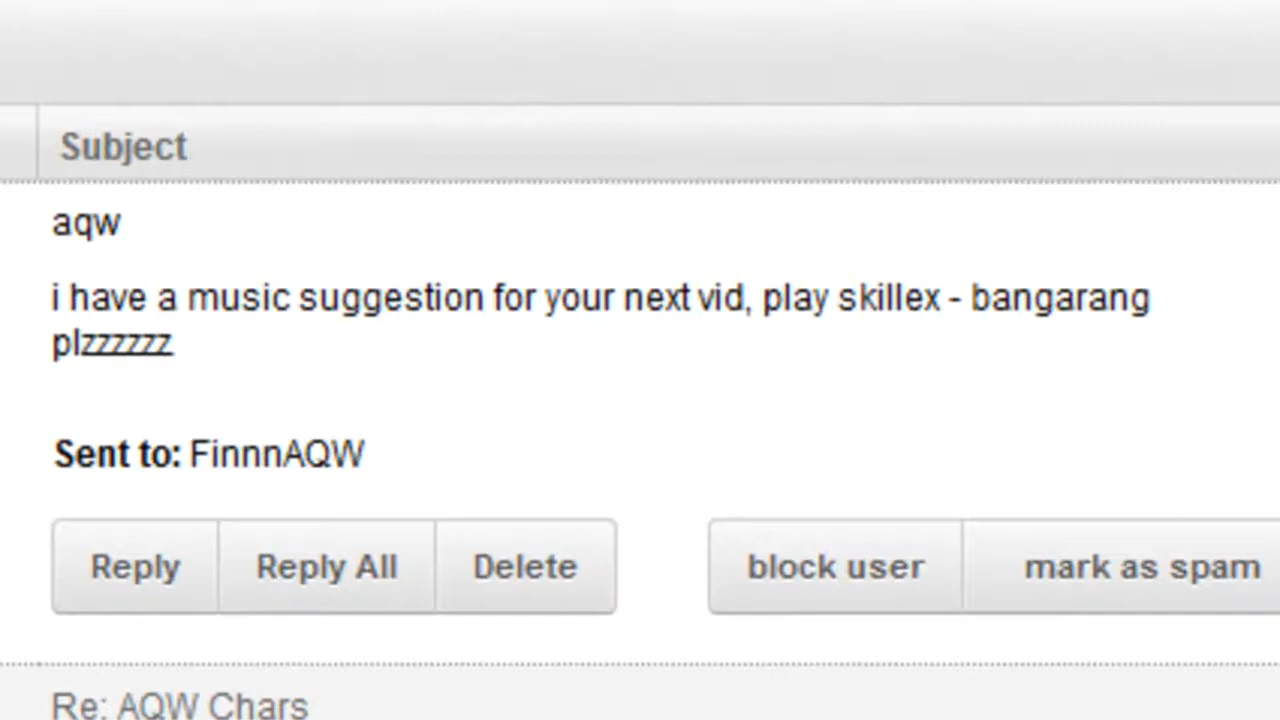 Subject
aqw
i have a music suggestion for your next vid, play skillex - bangarang
plzzzzzz
Sent to: FinnnAQW
Reply Reply All Delete block user mark as spam
Re: AQW Chars